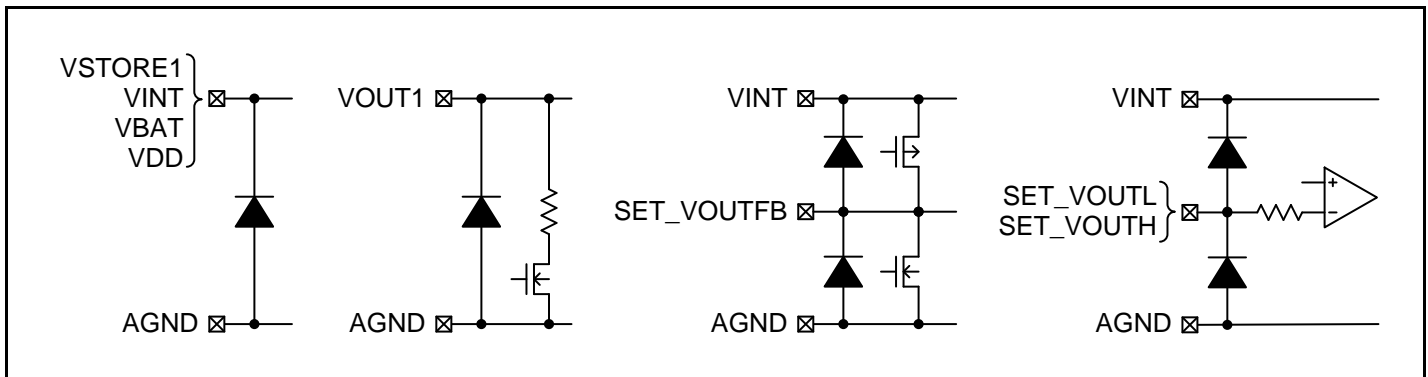 VSTORE1
VINT
VBAT
VDD
AGND
VOUT1
AGND
VINT
SET_VOUTFB
AGND
VINT
SET_VOUTL
SET_VOUTH
+
−
AGND